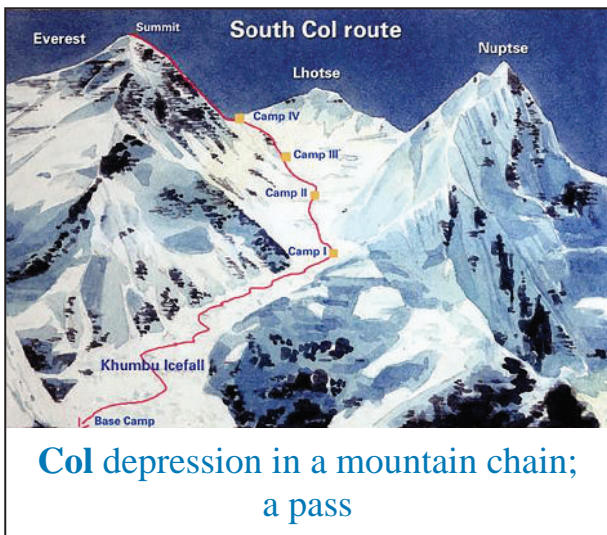 South Col route
Summit
Everest
Nuptse
Lhotse
Camp IV
Camp III
Camp II
Camp I
Khumbu Icefall
Base Camp
Col depression in a mountain chain;
a pass